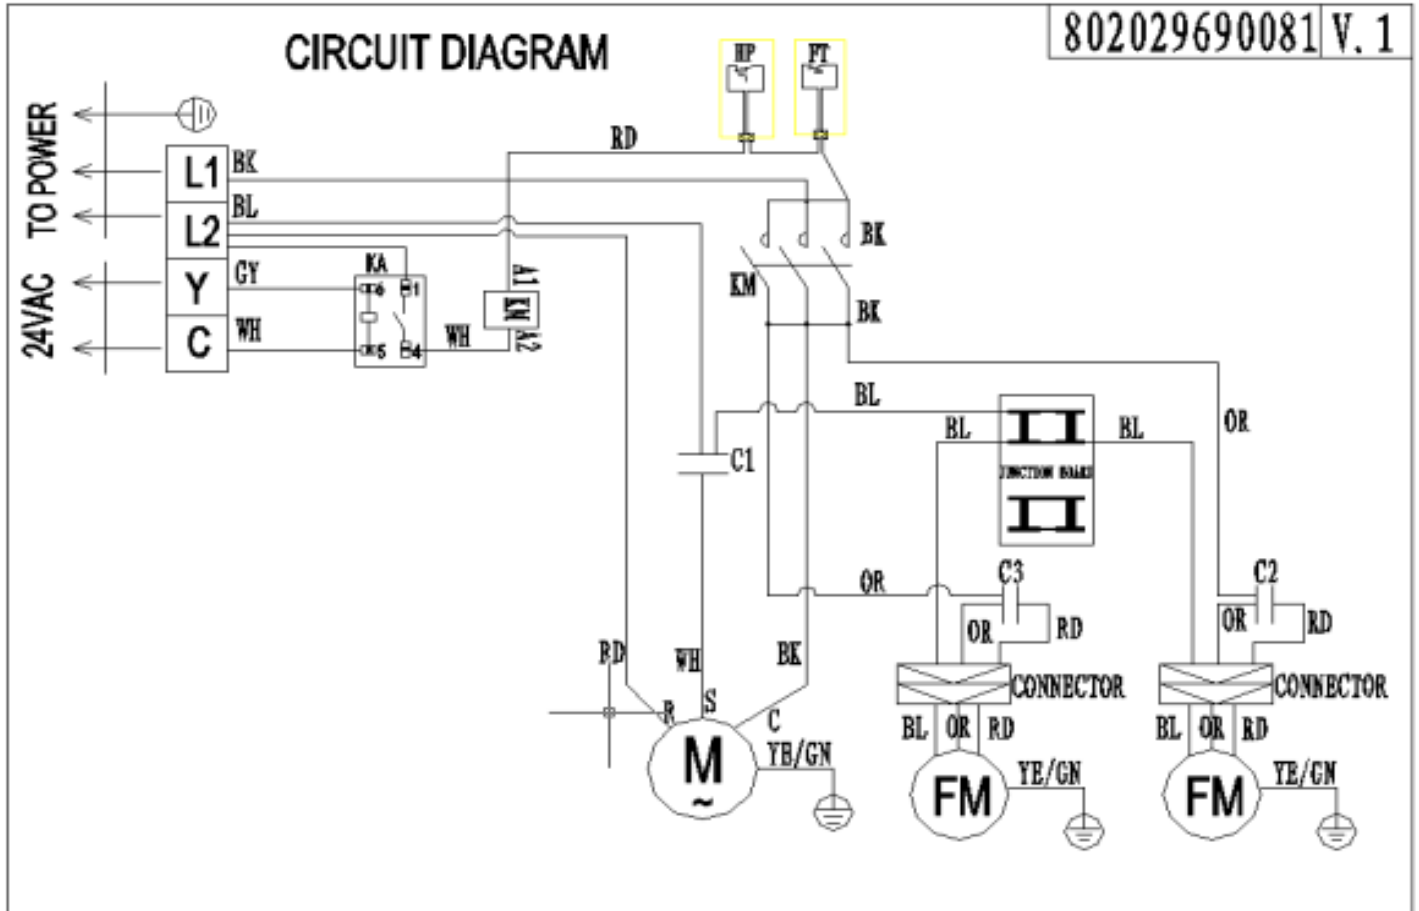 CIRCUIT DIAGRAM
802029690081 V.1
HP
FT
TO POWER
24VAC
RD
L1
BK
BL
L2
BK
KA
Y
GY
6
1
A1
KM
KM
A2
BK
C
WH
5
4
WH
BL
BL
BL
OR
C1
JUNCTION BOARD
OR
C3
C2
OR
RD
OR
RD
RD
WH
BK
CONNECTOR
CONNECTOR
R
S
C
BL
OR
RD
BL
OR
RD
M
~
YE/GN
FM
YE/GN
FM
YE/GN